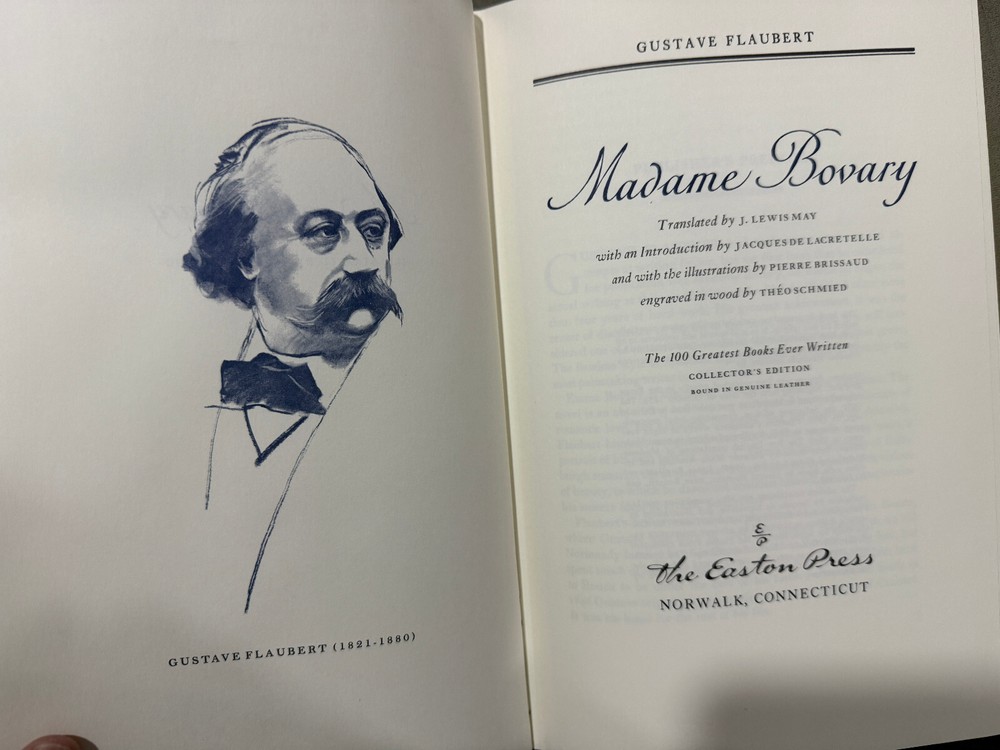 GUSTAVE FLAUBERT (1821-1880)
GUSTAVE FLAUBERT
Madame Bovary
Translated by J. LEWIS MAY
with an Introduction by JACQUES DE LACRETELLE
and with the illustrations by PIERRE BRISSAUD
engraved in wood by THÉO SCHMIED
The 100 Greatest Books Ever Written
COLLECTOR'S EDITION
BOUND IN GENUINE LEATHER
E
P
the Easton Press
NORWALK, CONNECTICUT